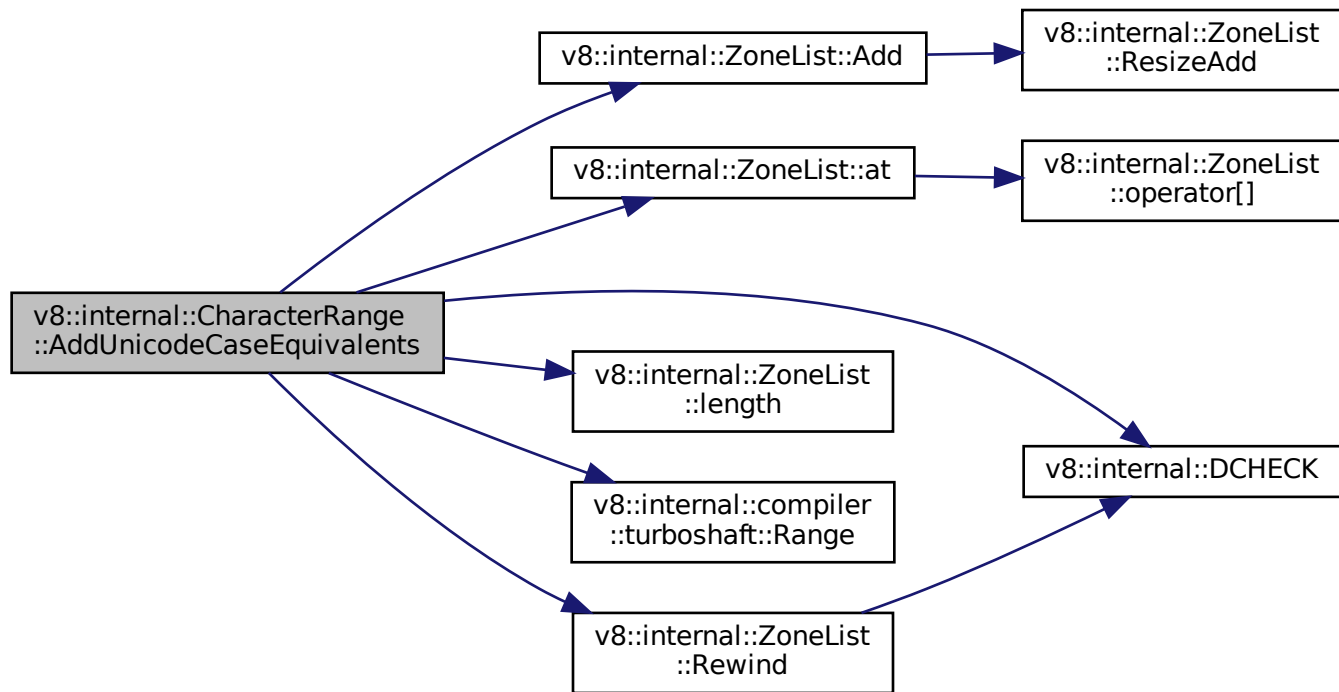 v8::internal::ZoneList::Add
v8::internal::ZoneList
::ResizeAdd
v8::internal::ZoneList::at
v8::internal::ZoneList
::operator[]
v8::internal::CharacterRange
::AddUnicodeCaseEquivalents
v8::internal::ZoneList
::length
v8::internal::DCHECK
v8::internal::compiler
::turboshaft::Range
v8::internal::ZoneList
::Rewind